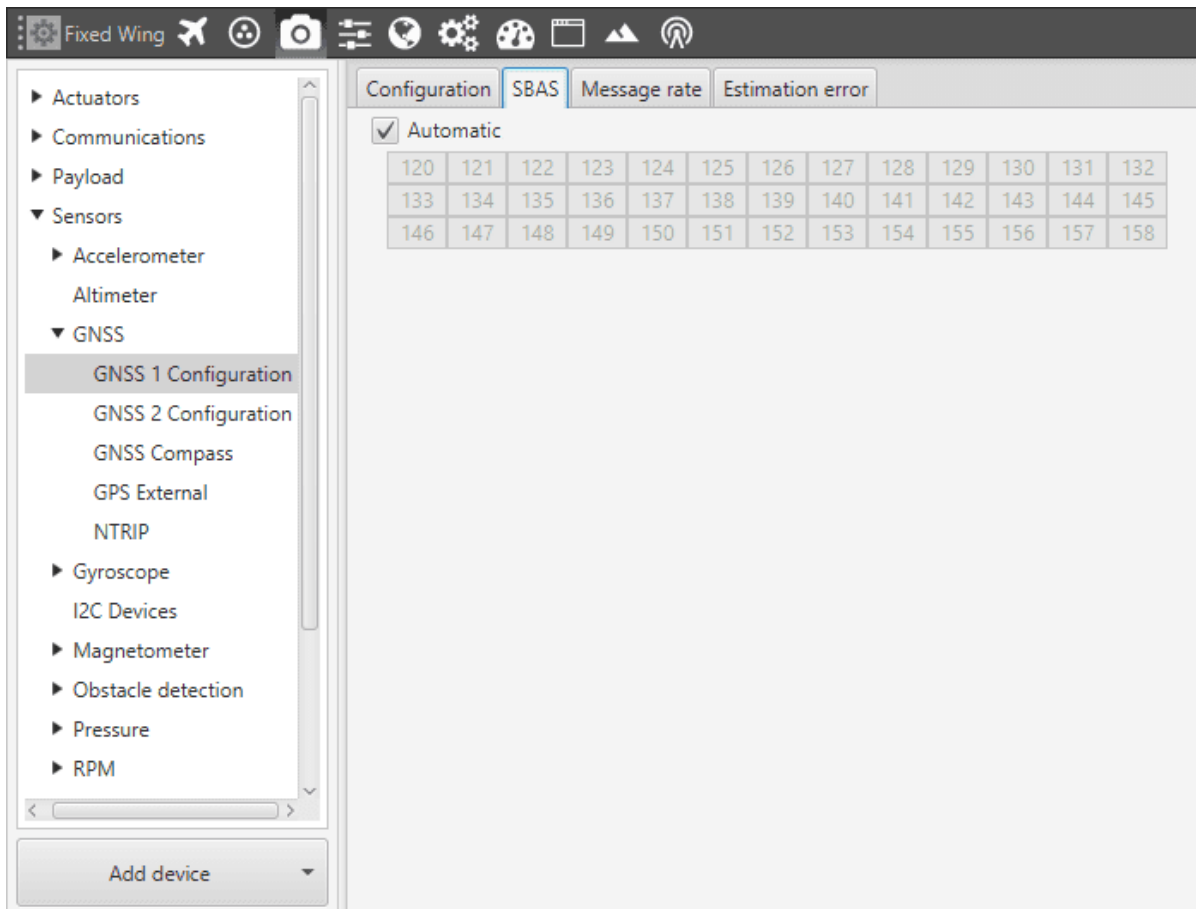 Fixed Wing
Actuators
Communications
Payload
Sensors
Accelerometer
Altimeter
GNSS
GNSS 1 Configuration
GNSS 2 Configuration
GNSS Compass
GPS External
NTRIP
Gyroscope
I2C Devices
Magnetometer
Obstacle detection
Pressure
RPM
Add device
Configuration SBAS Message rate Estimation error
Automatic
120 121 122 123 124 125 126 127 128 129 130 131 132
133 134 135 136 137 138 139 140 141 142 143 144 145
146 147 148 149 150 151 152 153 154 155 156 157 158